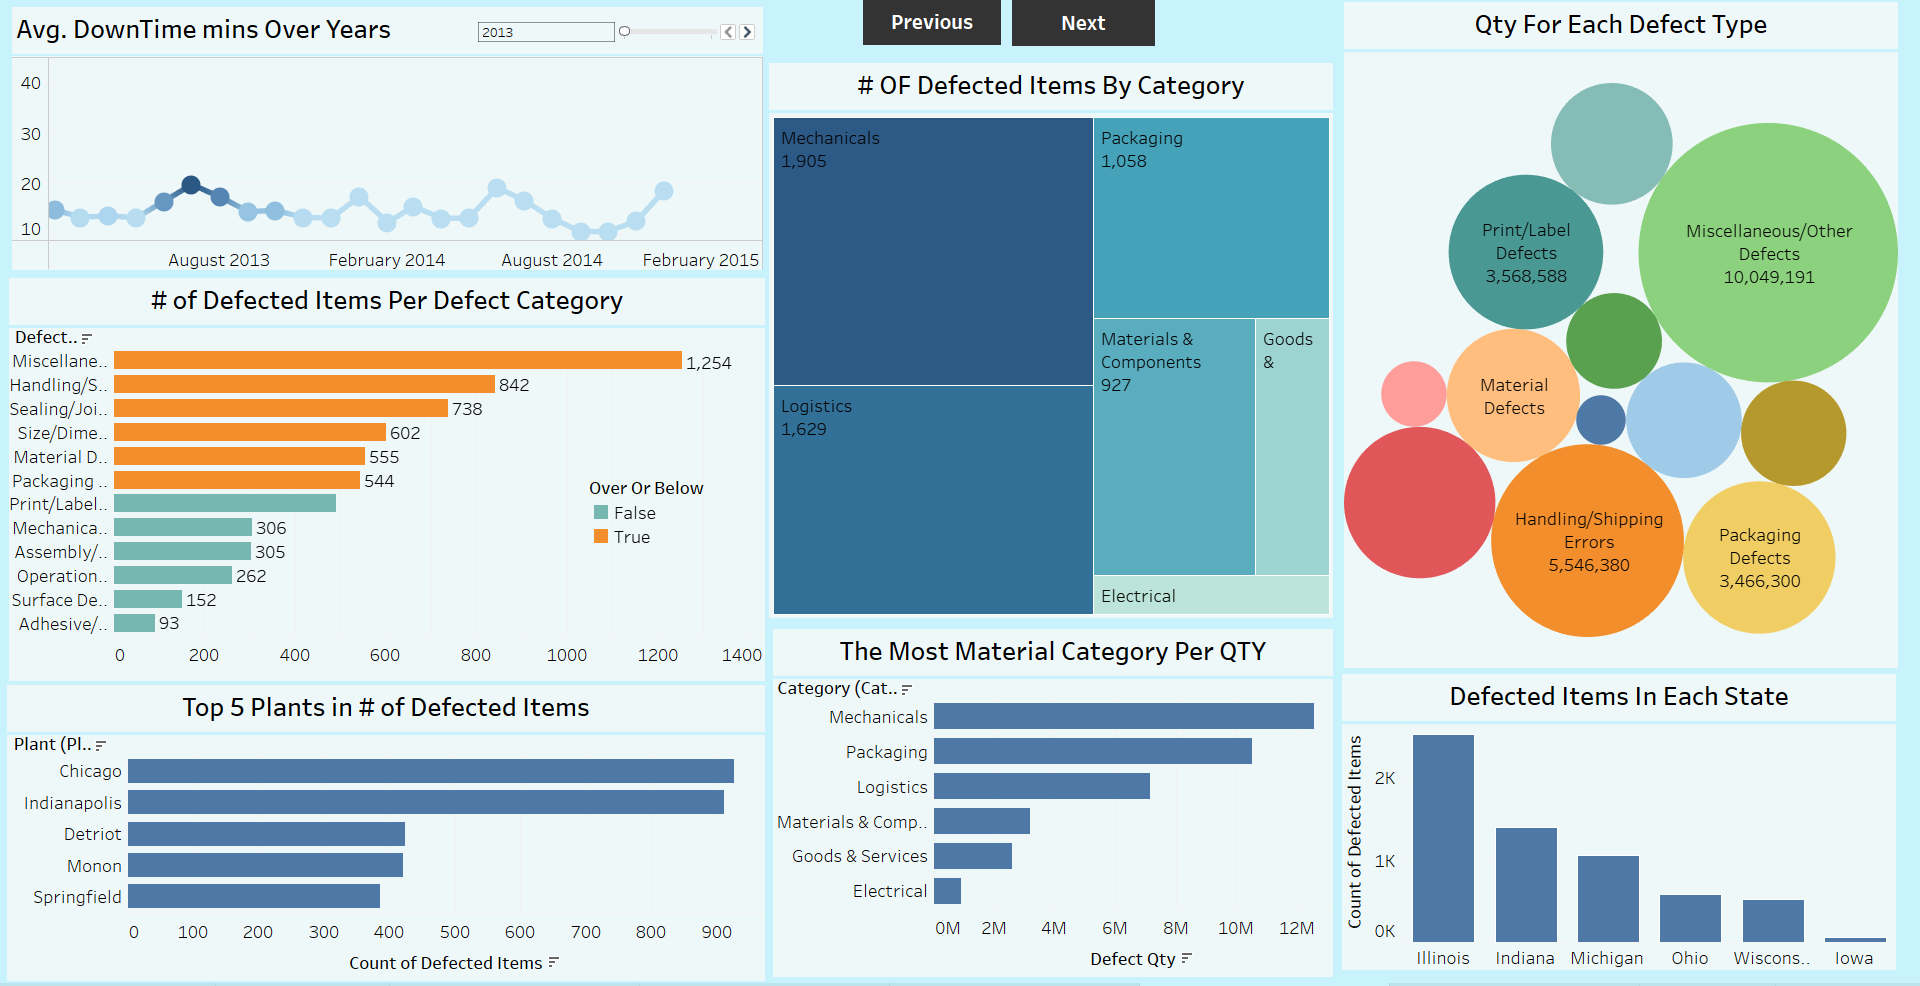 Avg. DownTime mins Over Years
2013
40
30
20
10
August 2013
February 2014
August 2014
February 2015
# of Defected Items Per Defect Category
Defect..
Miscellane..
1,254
Handling/S..
842
Sealing/Joi..
738
Size/Dime..
602
Material D..
555
Packaging ..
544
Print/Label..
Mechanica..
306
Assembly/..
305
Operation..
262
Surface De..
152
Adhesive/..
93
0
200
400
600
800
1000
1200
1400
Over Or Below
False
True
Top 5 Plants in # of Defected Items
Plant (Pl..
Chicago
Indianapolis
Detriot
Monon
Springfield
0
100
200
300
400
500
600
700
800
900
Count of Defected Items
Previous
Next
# OF Defected Items By Category
Mechanicals
1,905
Logistics
1,629
Packaging
1,058
Materials &
Components
927
Goods
&
Electrical
The Most Material Category Per QTY
Category (Cat..
Mechanicals
Packaging
Logistics
Materials & Comp..
Goods & Services
Electrical
0M
2M
4M
6M
8M
10M
12M
Defect Qty
Qty For Each Defect Type
Print/Label
Defects
3,568,588
Miscellaneous/Other
Defects
10,049,191
Material
Defects
Handling/Shipping
Errors
5,546,380
Packaging
Defects
3,466,300
Defected Items In Each State
Count of Defected Items
2K
1K
0K
Illinois
Indiana
Michigan
Ohio
Wiscons..
Iowa